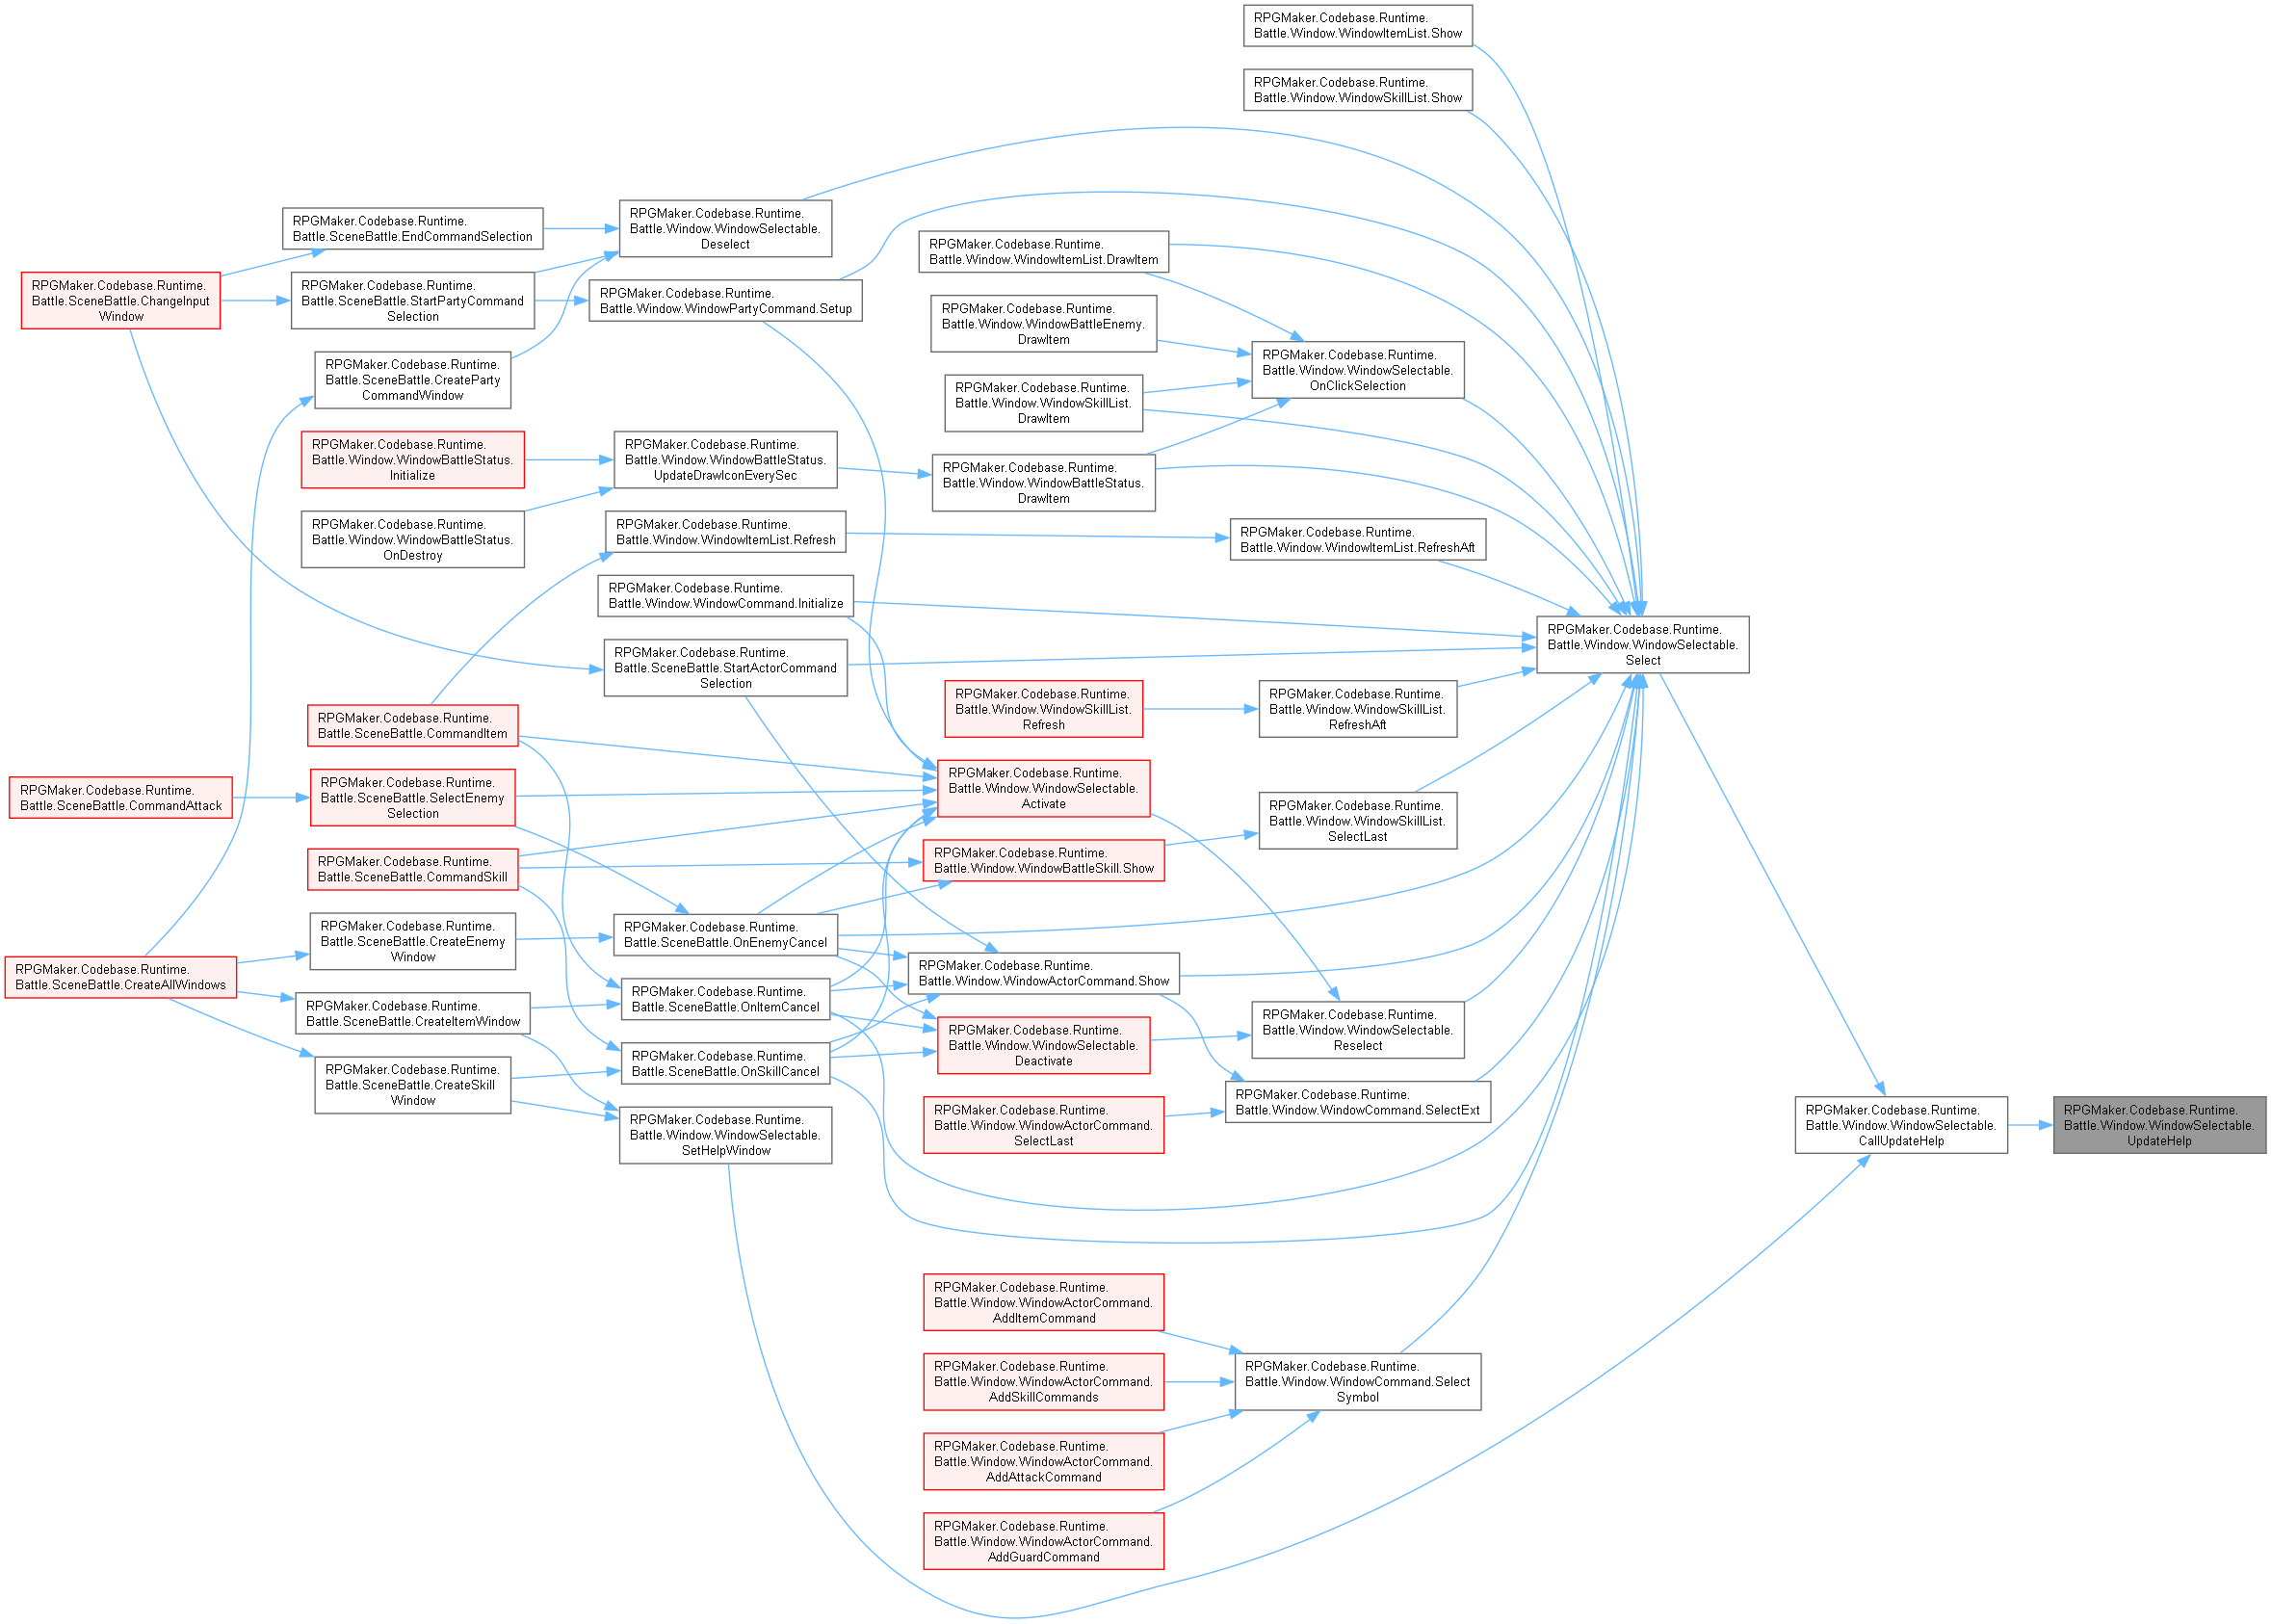 RPGMaker.Codebase.Runtime.
Battle.Window.WindowItemList.Show
RPGMaker.Codebase.Runtime.
Battle.Window.WindowSkillList.Show
RPGMaker.Codebase.Runtime.
Battle.Window.WindowSelectable.
Deselect
RPGMaker.Codebase.Runtime.
Battle.SceneBattle.EndCommandSelection
RPGMaker.Codebase.Runtime.
Battle.Window.WindowItemList.DrawItem
RPGMaker.Codebase.Runtime.
Battle.SceneBattle.ChangeInput
Window
RPGMaker.Codebase.Runtime.
Battle.SceneBattle.StartPartyCommand
Selection
RPGMaker.Codebase.Runtime.
Battle.Window.WindowPartyCommand.Setup
RPGMaker.Codebase.Runtime.
Battle.Window.WindowBattleEnemy.
DrawItem
RPGMaker.Codebase.Runtime.
Battle.Window.WindowSelectable.
OnClickSelection
RPGMaker.Codebase.Runtime.
Battle.SceneBattle.CreateParty
CommandWindow
RPGMaker.Codebase.Runtime.
Battle.Window.WindowSkillList.
DrawItem
RPGMaker.Codebase.Runtime.
Battle.Window.WindowBattleStatus.
Initialize
RPGMaker.Codebase.Runtime.
Battle.Window.WindowBattleStatus.
UpdateDrawIconEverySec
RPGMaker.Codebase.Runtime.
Battle.Window.WindowBattleStatus.
DrawItem
RPGMaker.Codebase.Runtime.
Battle.Window.WindowBattleStatus.
OnDestroy
RPGMaker.Codebase.Runtime.
Battle.Window.WindowItemList.Refresh
RPGMaker.Codebase.Runtime.
Battle.Window.WindowItemList.RefreshAft
RPGMaker.Codebase.Runtime.
Battle.Window.WindowCommand.Initialize
RPGMaker.Codebase.Runtime.
Battle.Window.WindowSelectable.
Select
RPGMaker.Codebase.Runtime.
Battle.SceneBattle.StartActorCommand
Selection
RPGMaker.Codebase.Runtime.
Battle.Window.WindowSkillList.
Refresh
RPGMaker.Codebase.Runtime.
Battle.Window.WindowSkillList.
RefreshAft
RPGMaker.Codebase.Runtime.
Battle.SceneBattle.CommandItem
RPGMaker.Codebase.Runtime.
Battle.SceneBattle.CommandAttack
RPGMaker.Codebase.Runtime.
Battle.SceneBattle.SelectEnemy
Selection
RPGMaker.Codebase.Runtime.
Battle.Window.WindowSelectable.
Activate
RPGMaker.Codebase.Runtime.
Battle.Window.WindowSkillList.
SelectLast
RPGMaker.Codebase.Runtime.
Battle.SceneBattle.CommandSkill
RPGMaker.Codebase.Runtime.
Battle.Window.WindowBattleSkill.Show
RPGMaker.Codebase.Runtime.
Battle.SceneBattle.CreateEnemy
Window
RPGMaker.Codebase.Runtime.
Battle.SceneBattle.OnEnemyCancel
RPGMaker.Codebase.Runtime.
Battle.SceneBattle.CreateAllWindows
RPGMaker.Codebase.Runtime.
Battle.Window.WindowActorCommand.Show
RPGMaker.Codebase.Runtime.
Battle.SceneBattle.CreateItemWindow
RPGMaker.Codebase.Runtime.
Battle.SceneBattle.OnItemCancel
RPGMaker.Codebase.Runtime.
Battle.Window.WindowSelectable.
Deactivate
RPGMaker.Codebase.Runtime.
Battle.Window.WindowSelectable.
Reselect
RPGMaker.Codebase.Runtime.
Battle.SceneBattle.CreateSkill
Window
RPGMaker.Codebase.Runtime.
Battle.SceneBattle.OnSkillCancel
RPGMaker.Codebase.Runtime.
Battle.Window.WindowCommand.SelectExt
RPGMaker.Codebase.Runtime.
Battle.Window.WindowSelectable.
SetHelpWindow
RPGMaker.Codebase.Runtime.
Battle.Window.WindowActorCommand.
SelectLast
RPGMaker.Codebase.Runtime.
Battle.Window.WindowSelectable.
CallUpdateHelp
RPGMaker.Codebase.Runtime.
Battle.Window.WindowSelectable.
UpdateHelp
RPGMaker.Codebase.Runtime.
Battle.Window.WindowActorCommand.
AddItemCommand
RPGMaker.Codebase.Runtime.
Battle.Window.WindowActorCommand.
AddSkillCommands
RPGMaker.Codebase.Runtime.
Battle.Window.WindowCommand.Select
Symbol
RPGMaker.Codebase.Runtime.
Battle.Window.WindowActorCommand.
AddAttackCommand
RPGMaker.Codebase.Runtime.
Battle.Window.WindowActorCommand.
AddGuardCommand